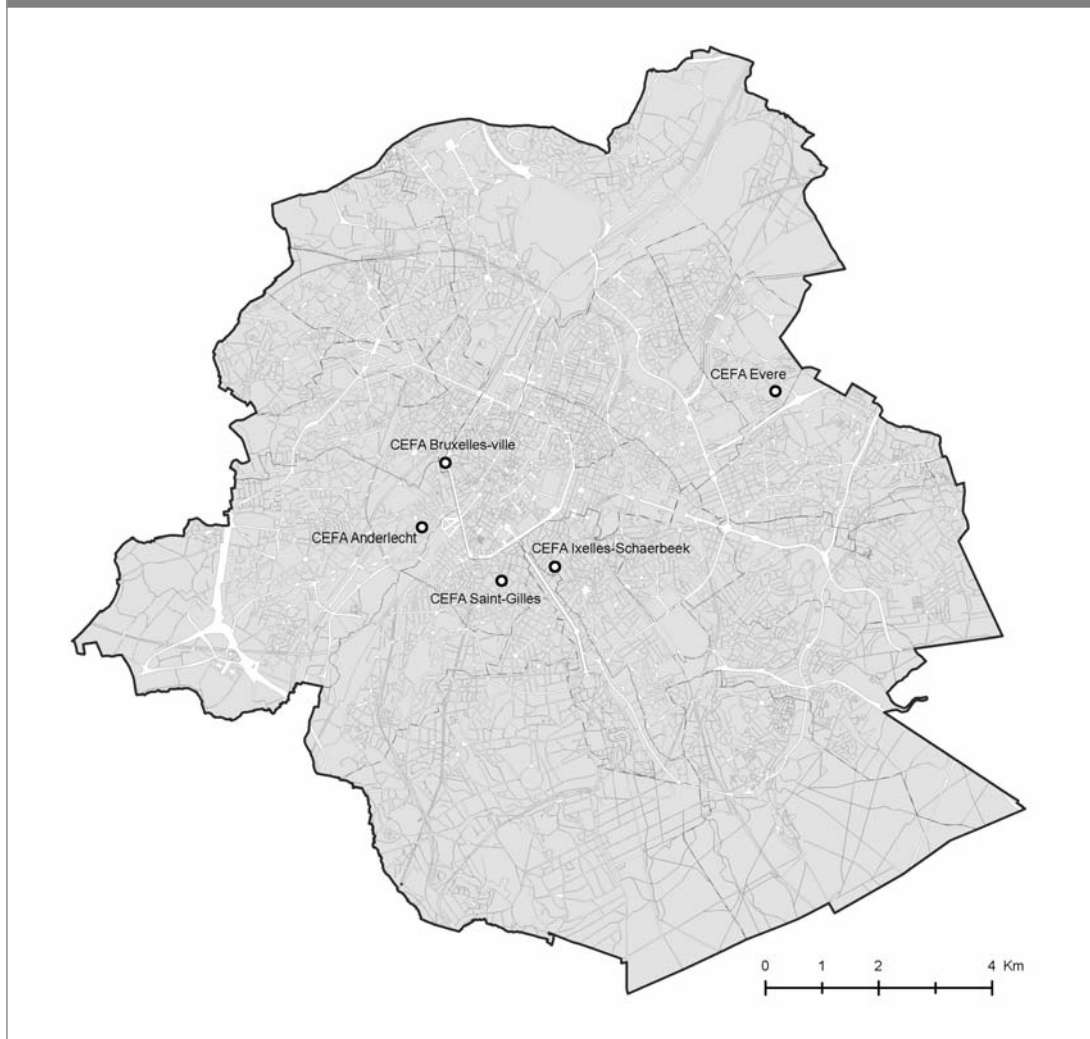 CEFA Evere
CEFA Bruxelles-ville
CEFA Anderlecht
CEFA Ixelles-Schaerbeek
CEFA Saint-Gilles
0 1 2 4 Km